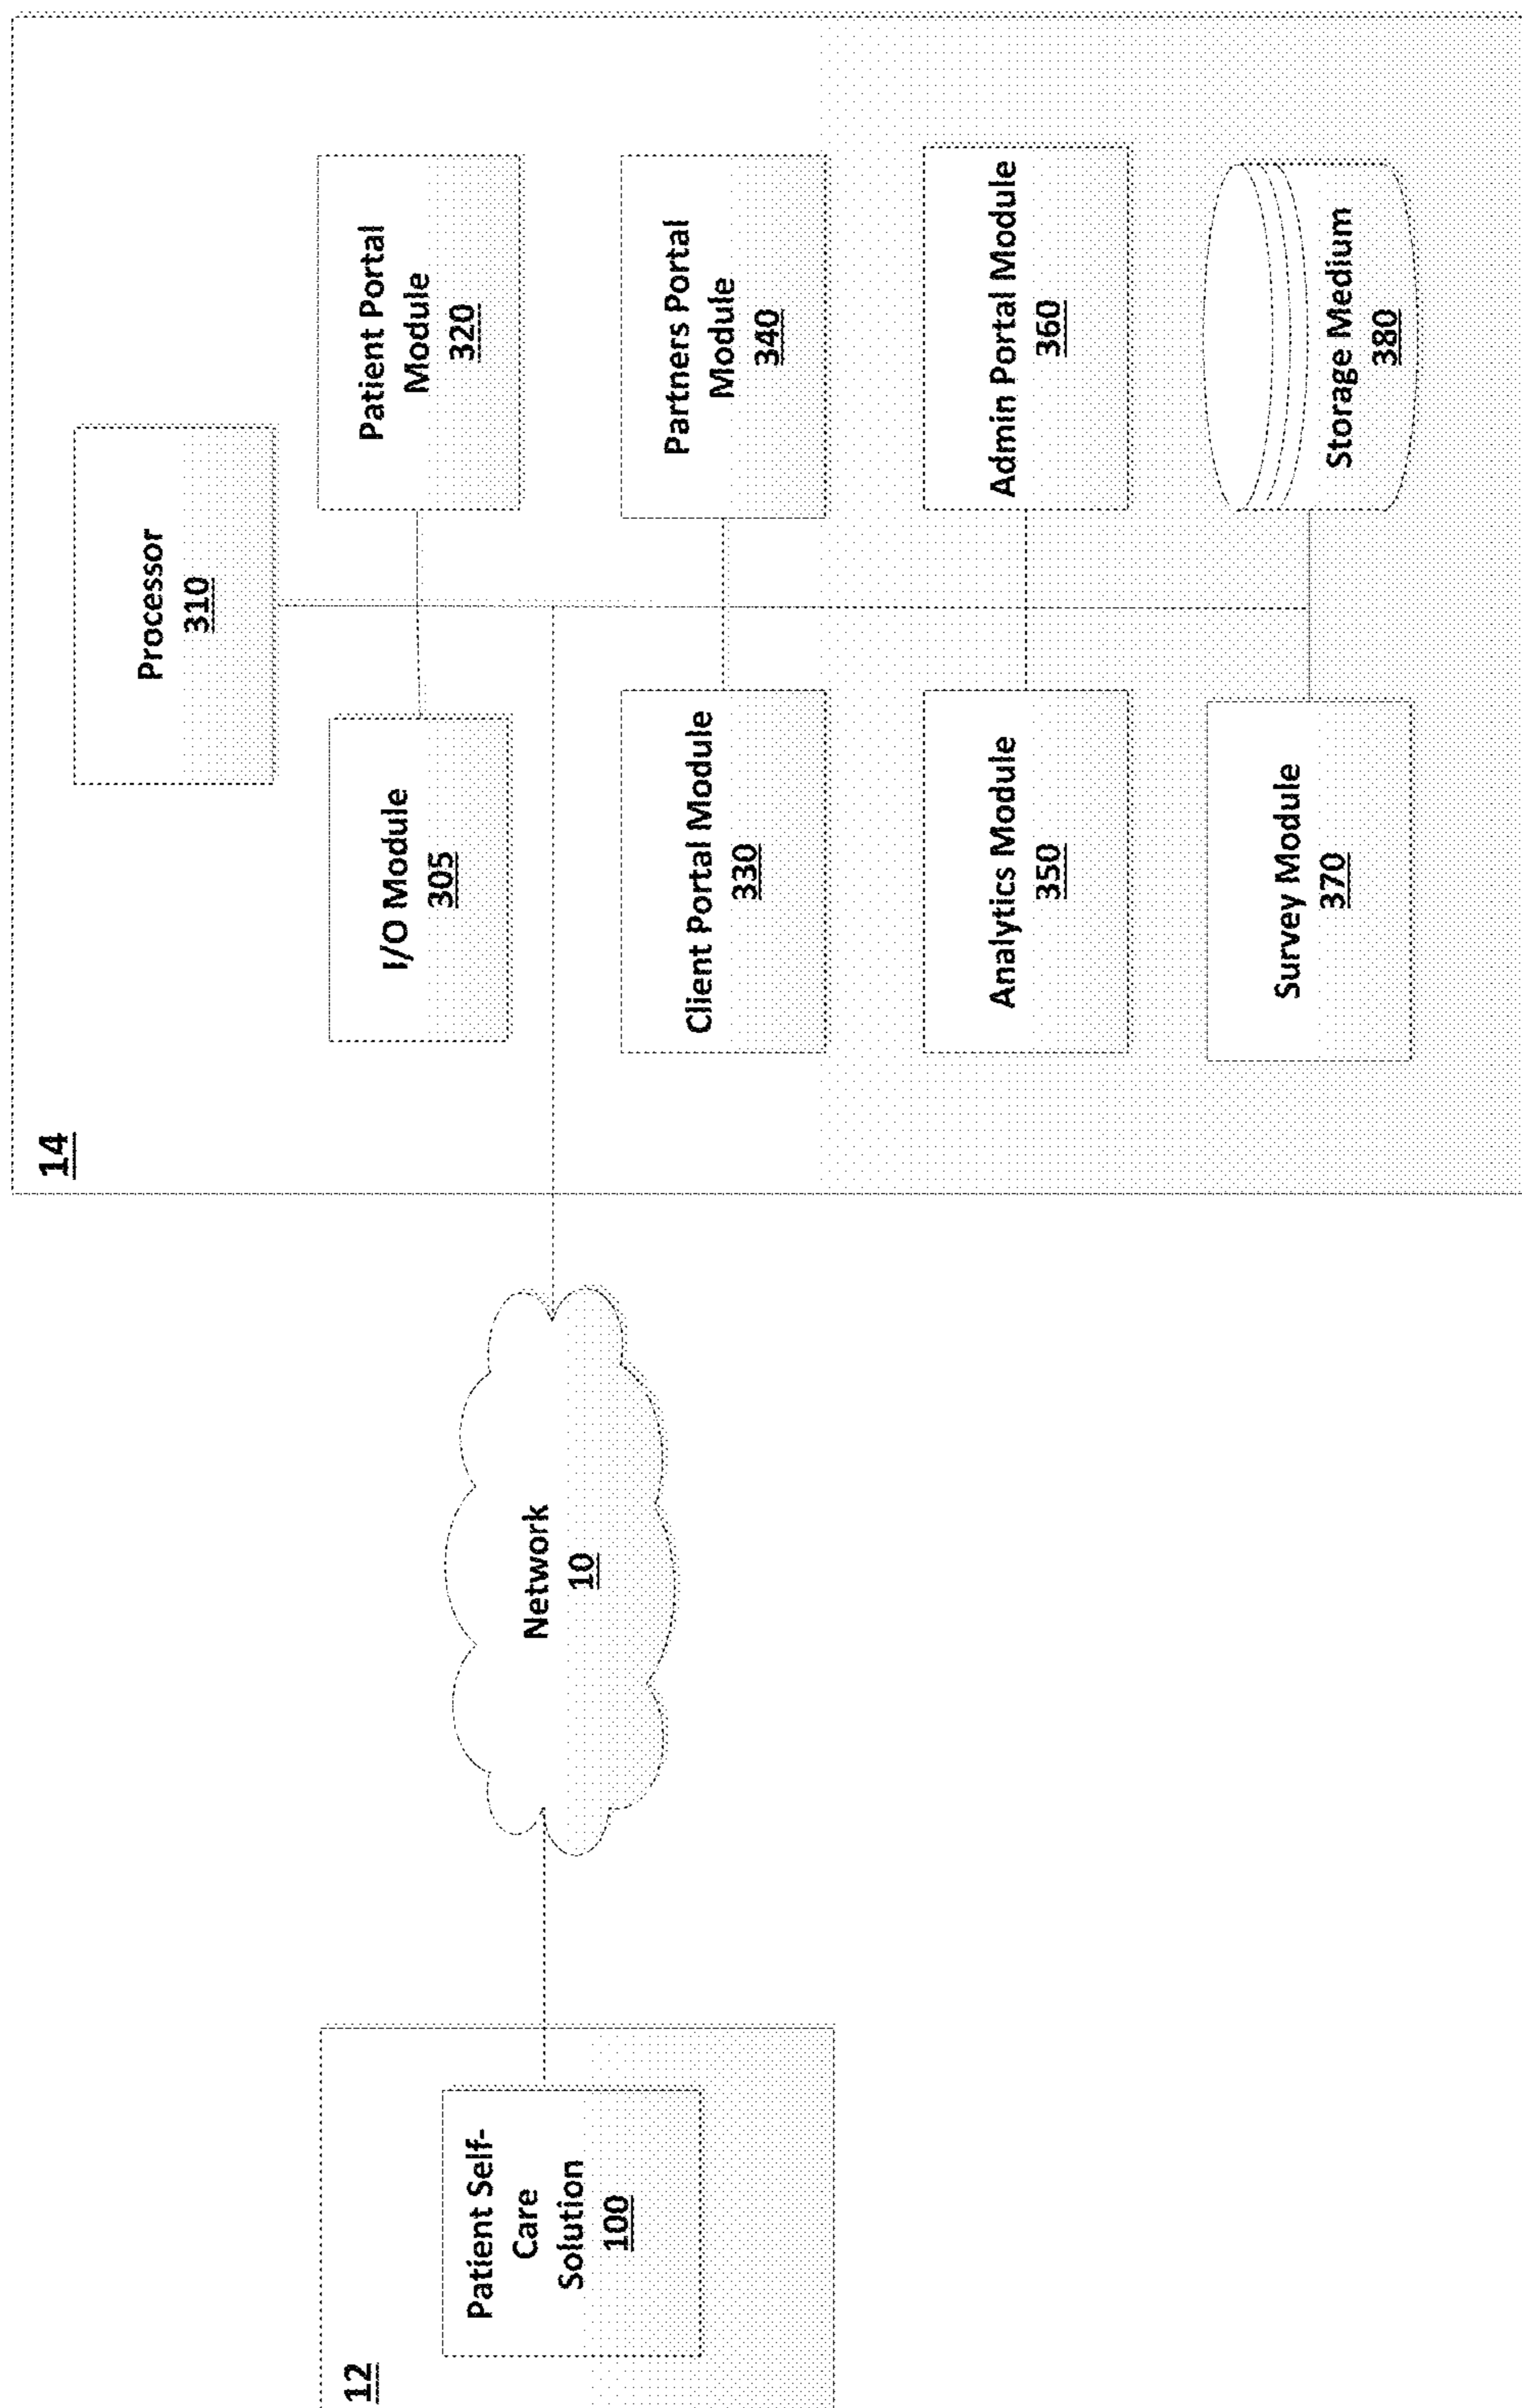 12
Patient Self-
Care
Solution
100
Network
10
14
Processor
310
I/O Module
305
Patient Portal
Module
320
Client Portal Module
330
Partners Portal
Module
340
Analytics Module
350
Admin Portal Module
360
Survey Module
370
Storage Medium
380